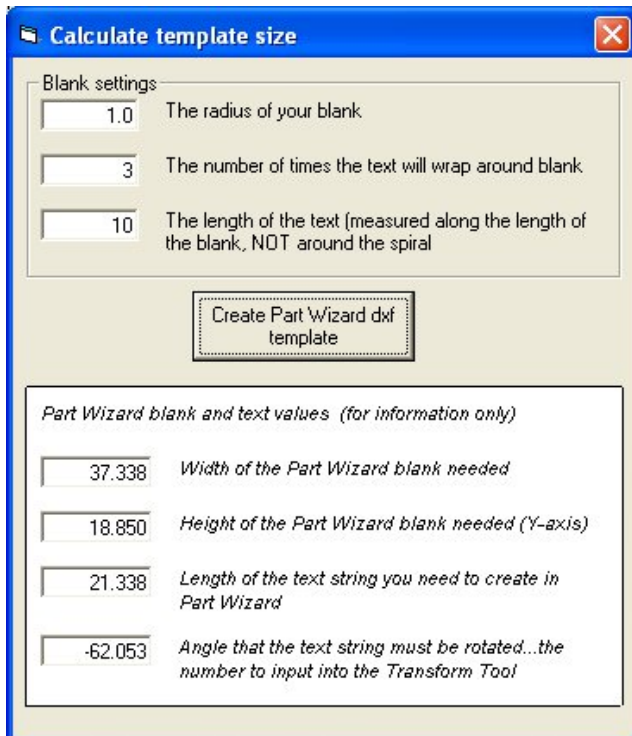 Calculate template size
Blank settings
1.0 The radius of your blank
3 The number of times the text will wrap around blank
10 The length of the text (measured along the length of
the blank, NOT around the spiral
Create Part Wizard dxf
template
Part Wizard blank and text values (for information only)
37.338 Width of the Part Wizard blank needed
18.850 Height of the Part Wizard blank needed (Y-axis)
21.338 Length of the text string you need to create in
Part Wizard
-62.053 Angle that the text string must be rotated...the
number to input into the Transform Tool